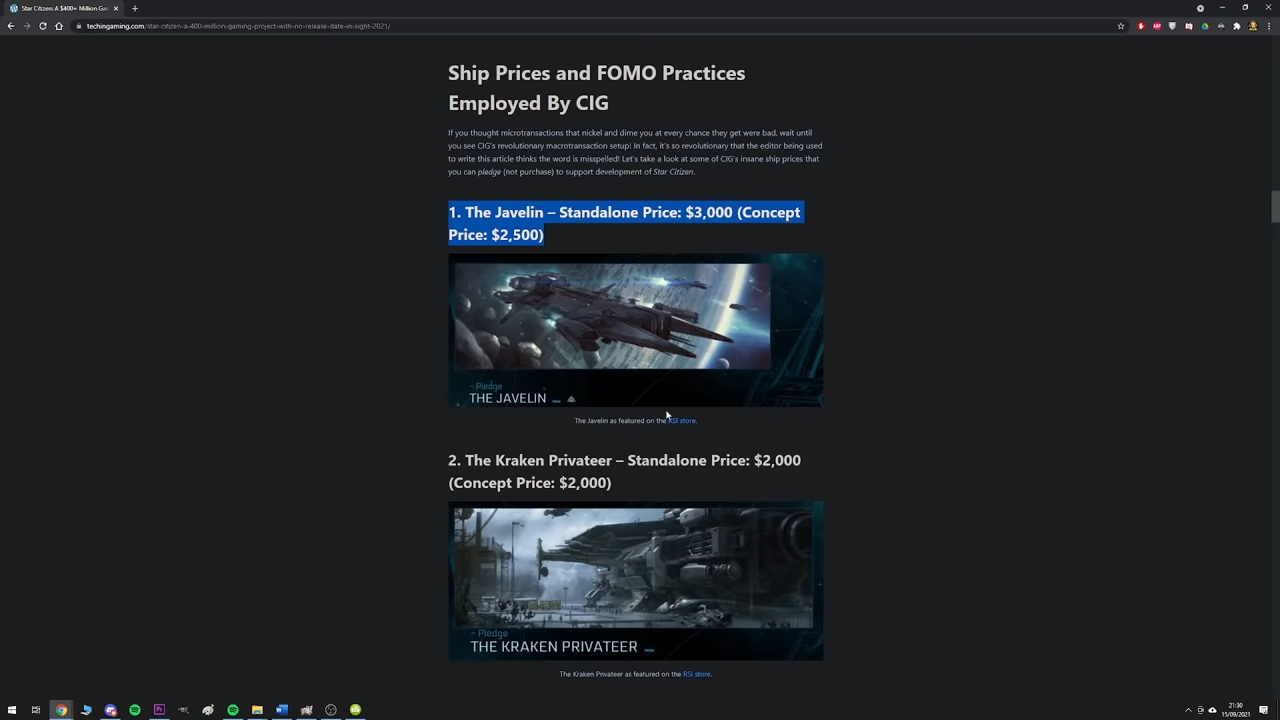 Star Citizen: A $400+ Million Gam
techingaming.com/star-citizen-a-400-million-gaming-project-with-no-release-date-in-sight-2021/
Ship Prices and FOMO Practices
Employed By CIG
If you thought microtransactions that nickel and dime you at every chance they get were bad, wait until
you see CIG's revolutionary macrotransaction setup! In fact, it's so revolutionary that the editor being used
to write this article thinks the word is misspelled! Let's take a look at some of CIG's insane ship prices that
you can pledge (not purchase) to support development of Star Citizen.
1. The Javelin – Standalone Price: $3,000 (Concept
Price: $2,500)
~ Pledge
THE JAVELIN
The Javelin as featured on the RSI store.
2. The Kraken Privateer – Standalone Price: $2,000
(Concept Price: $2,000)
~ Pledge
THE KRAKEN PRIVATEER
The Kraken Privateer as featured on the RSI store.
21:30
15/09/2021